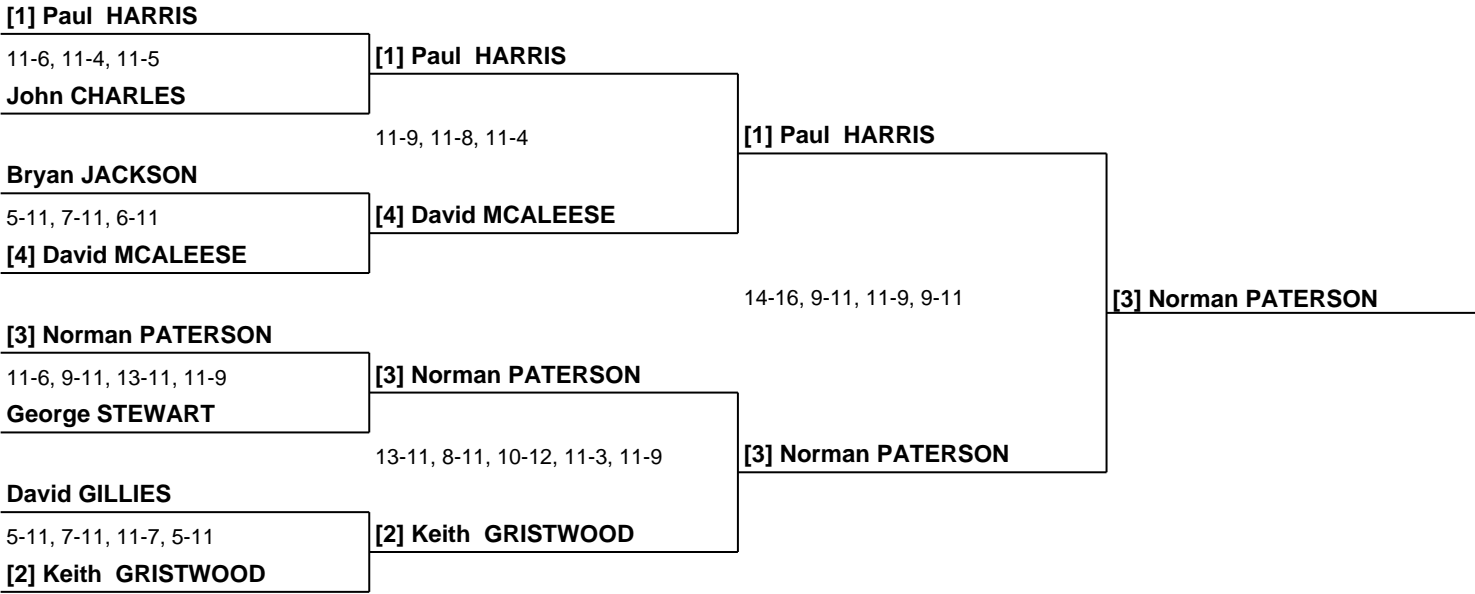 [1] Paul  HARRIS
11-6, 11-4, 11-5
[1] Paul  HARRIS
John CHARLES
11-9, 11-8, 11-4
[1] Paul  HARRIS
Bryan JACKSON
5-11, 7-11, 6-11
[4] David MCALEESE
[4] David MCALEESE
14-16, 9-11, 11-9, 9-11
[3] Norman PATERSON
[3] Norman PATERSON
11-6, 9-11, 13-11, 11-9
[3] Norman PATERSON
George STEWART
13-11, 8-11, 10-12, 11-3, 11-9
[3] Norman PATERSON
David GILLIES
5-11, 7-11, 11-7, 5-11
[2] Keith  GRISTWOOD
[2] Keith  GRISTWOOD